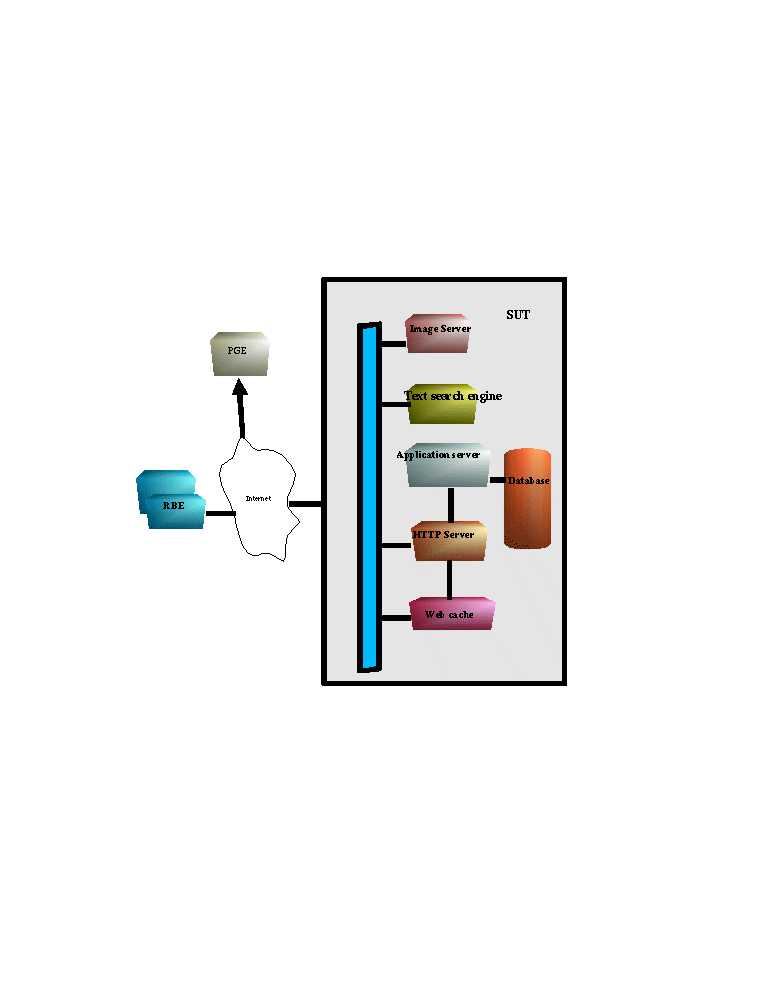 SUT
Image Server
PGE
Text search engine
Application server
Database
Internet
RBE
HTTP Server
Web cache